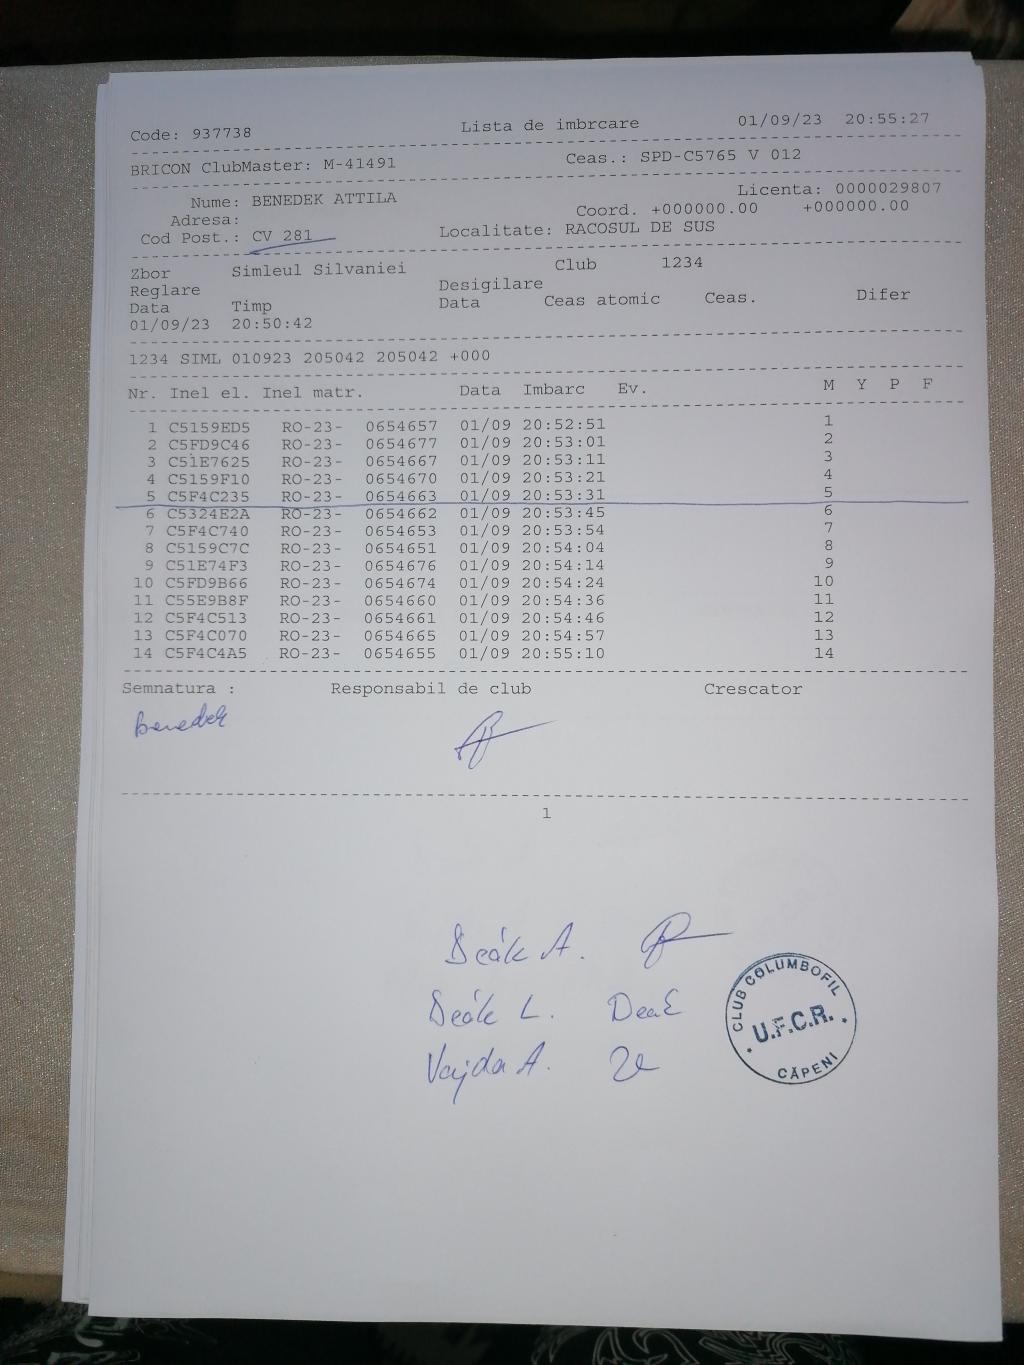 Code: 937738 Lista de imbrcare 01/09/23 20:55:27
BRICON ClubMaster: M-41491 Ceas.: SPD-C5765 V 012
Nume: BENEDEK ATTILA Licenta: 0000029807
Adresa: Coord. +000000.00 +000000.00
Cod Post.: CV 281 Localitate: RACOSUL DE SUS
Zbor Simleul Silvaniei Club 1234
Reglare Desigilare
Data Timp Data Ceas atomic Ceas. Difer
01/09/23 20:50:42
1234 SIML 010923 205042 205042 +000
Nr. Inel el. Inel matr. Data Imbarc Ev. M Y P F
1 C5159ED5 RO-23- 0654657 01/09 20:52:51 1
2 C5FD9C46 RO-23- 0654677 01/09 20:53:01 2
3 C51E7625 RO-23- 0654667 01/09 20:53:11 3
4 C5159F10 RO-23- 0654670 01/09 20:53:21 4
5 C5F4C235 RO-23- 0654663 01/09 20:53:31 5
6 C5324E2A RO-23- 0654662 01/09 20:53:45 6
7 C5F4C740 RO-23- 0654653 01/09 20:53:54 7
8 C5159C7C RO-23- 0654651 01/09 20:54:04 8
9 C51E74F3 RO-23- 0654676 01/09 20:54:14 9
10 C5FD9B66 RO-23- 0654674 01/09 20:54:24 10
11 C55E9B8F RO-23- 0654660 01/09 20:54:36 11
12 C5F4C513 RO-23- 0654661 01/09 20:54:46 12
13 C5F4C070 RO-23- 0654665 01/09 20:54:57 13
14 C5F4C4A5 RO-23- 0654655 01/09 20:55:10 14
Semnatura : Responsabil de club Crescator
Benedek
1
Deák A.
Deák L. Deak
Vajda A.
CLUB COLUMBOFIL
U.F.C.R.
CĂPENI